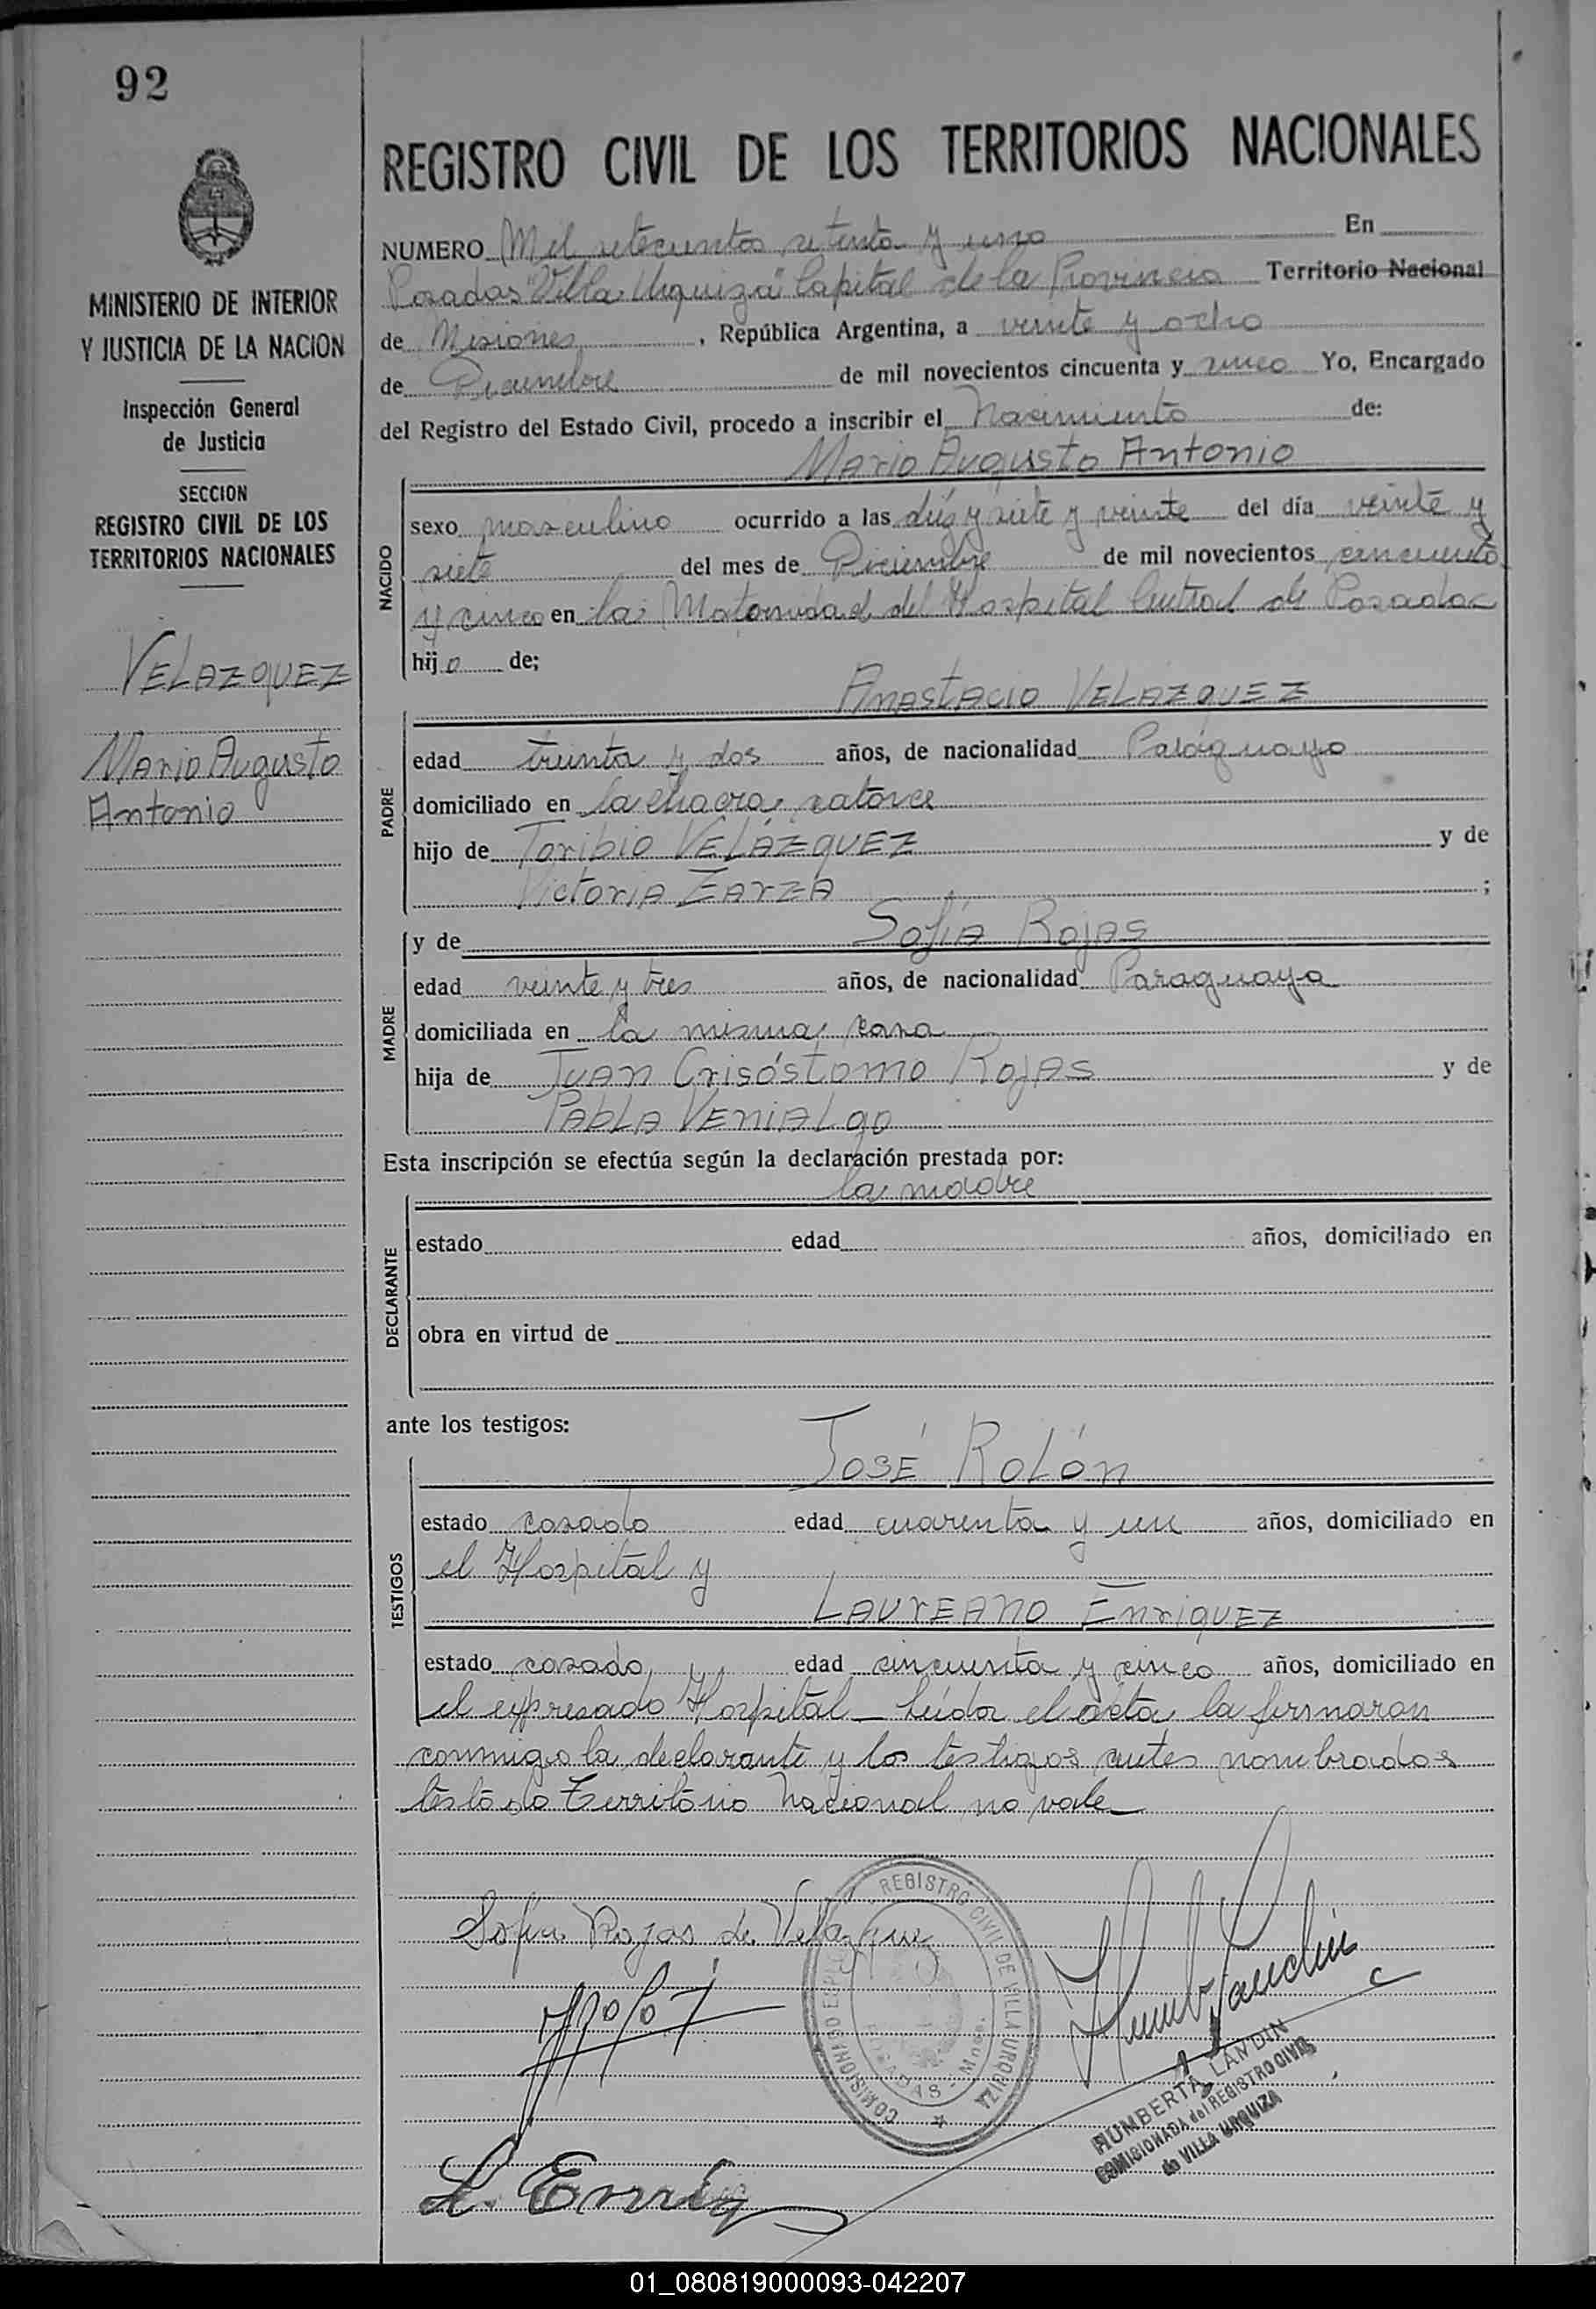 92
MINISTERIO DE INTERIOR
Y JUSTICIA DE LA NACION
Inspección General
de Justicia
SECCION
REGISTRO CIVIL DE LOS
TERRITORIOS NACIONALES
VELAZQUEZ
Mario Augusto
Antonio
REGISTRO CIVIL DE LOS TERRITORIOS NACIONALES
NUMERO Mil setecientos setenta y uno En
Posadas "Villa Urquiza" Capital de la Provincia Territorio Nacional
de Misiones, República Argentina, a veinte y ocho
de Diciembre de mil novecientos cincuenta y cinco Yo, Encargado
del Registro del Estado Civil, procedo a inscribir el Nacimiento de:
Mario Augusto Antonio
NACIDO
sexo masculino ocurrido a las diez y siete y veinte del día veinte y
siete del mes de Diciembre de mil novecientos cincuenta
y cinco en la Maternidad del Hospital Central de Posadas
hijo de;
Anastacio VELAZQUEZ
PADRE
edad treinta y dos años, de nacionalidad Paraguayo
domiciliado en la chacra catorce
hijo de Toribio VELÁZQUEZ y de
Victoria Zarza ;
y de Sofía Rojas
MADRE
edad veinte y tres años, de nacionalidad Paraguaya
domiciliada en la misma casa
hija de Juan Crisóstomo Rojas y de
Pabla Venialgo
Esta inscripción se efectúa según la declaración prestada por:
la madre
DECLARANTE
estado edad años, domiciliado en
obra en virtud de
ante los testigos:
José Rolón
TESTIGOS
estado casado edad cuarenta y un años, domiciliado en
el Hospital y
Laureano Enriquez
estado casado, y edad cincuenta y cinco años, domiciliado en
el expresado Hospital_ Leída el acta la firmaron
conmigo la declarante y los testigos antes nombrados
testado Territorio Nacional no vale_
Sofia Rojas de Velazquez
REGISTRO CIVIL DE VILLA URQUIZA
POSADAS - Mnes.
HUMBERTA LANDIN
COMISIONADA del REGISTRO CIVIL
de VILLA URQUIZA
L. Enriq
01_080819000093-042207